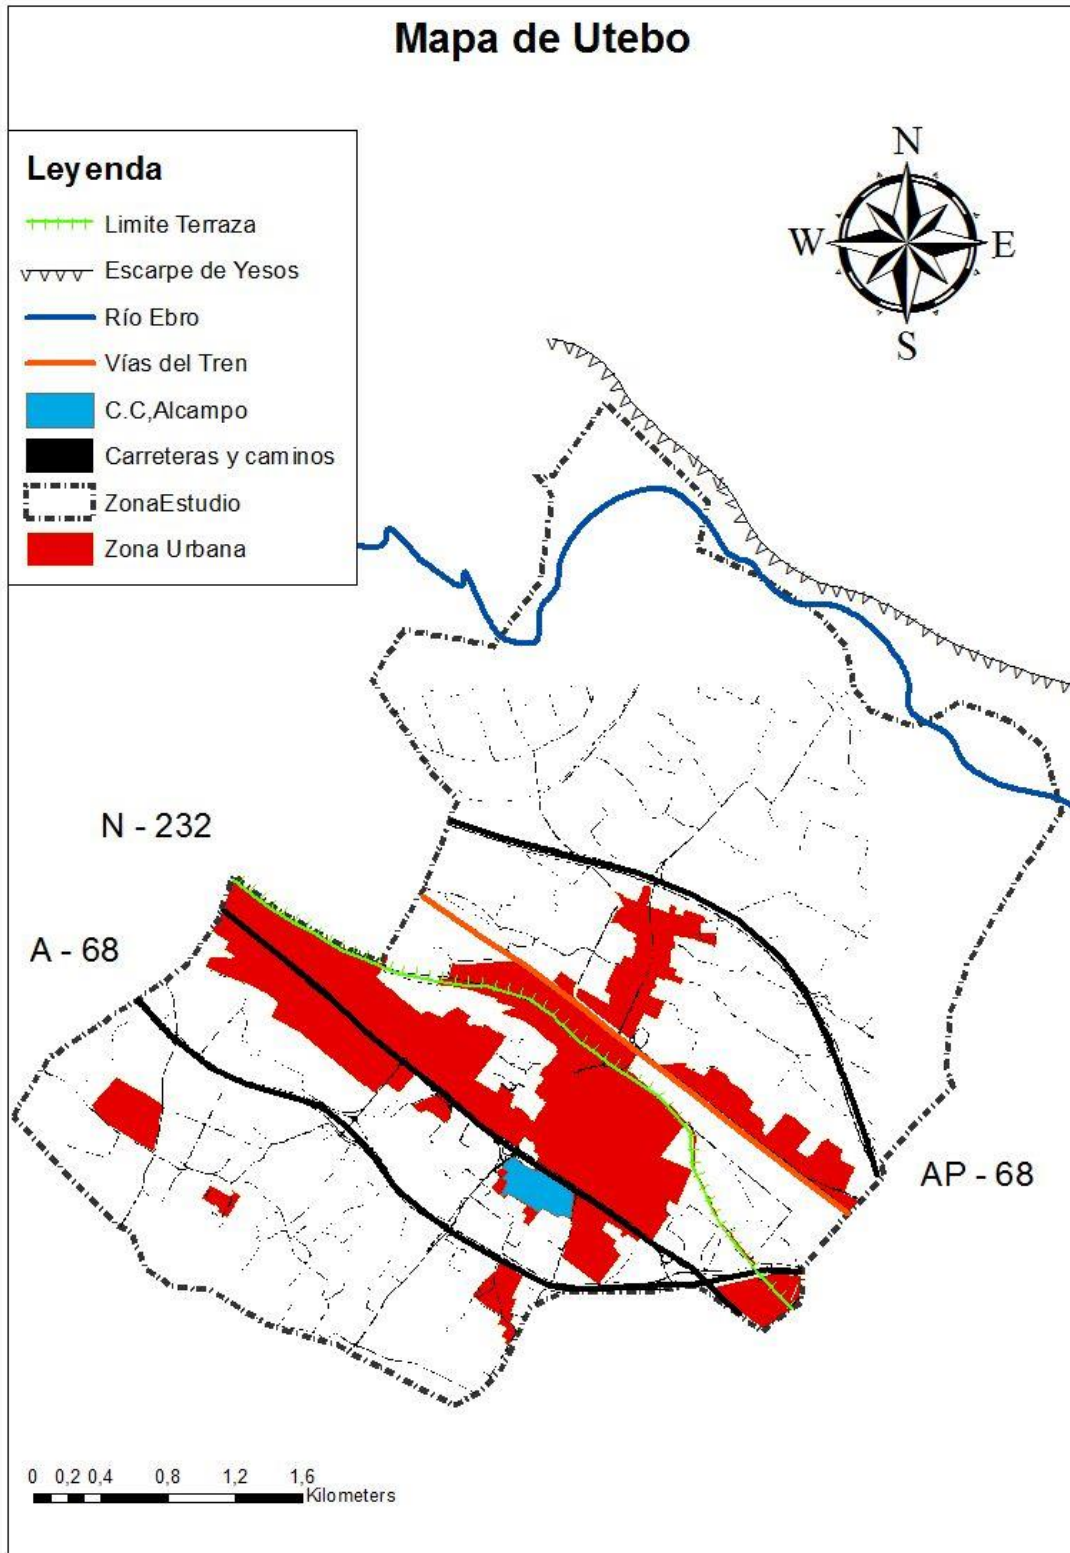 Mapa de Utebo
N
W
E
S
Leyenda
Limite Terraza
Escarpe de Yesos
Río Ebro
Vías del Tren
C.C,Alcampo
Carreteras y caminos
ZonaEstudio
Zona Urbana
N - 232
A - 68
AP - 68
0 0,2 0,4 0,8 1,2 1,6
Kilometers